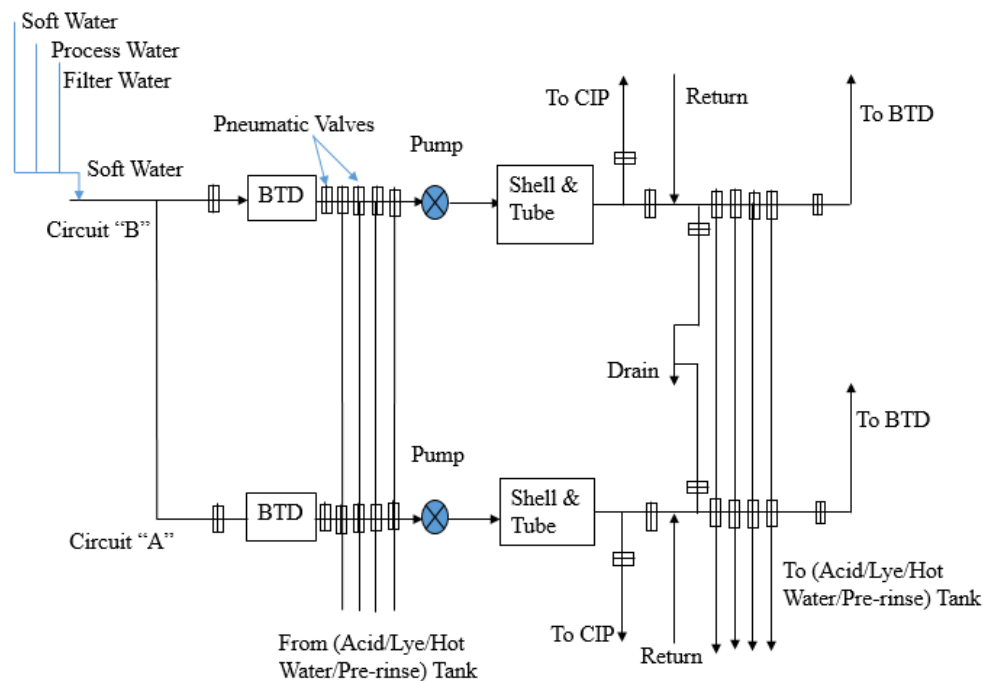 Soft Water
Process Water
Filter Water
Soft Water
Circuit “B”
Pneumatic Valves
BTD
Pump
Shell &
Tube
To CIP
Return
To BTD
Drain
Circuit “A”
BTD
Pump
Shell &
Tube
To BTD
From (Acid/Lye/Hot
Water/Pre-rinse) Tank
To CIP
Return
To (Acid/Lye/Hot
Water/Pre-rinse) Tank